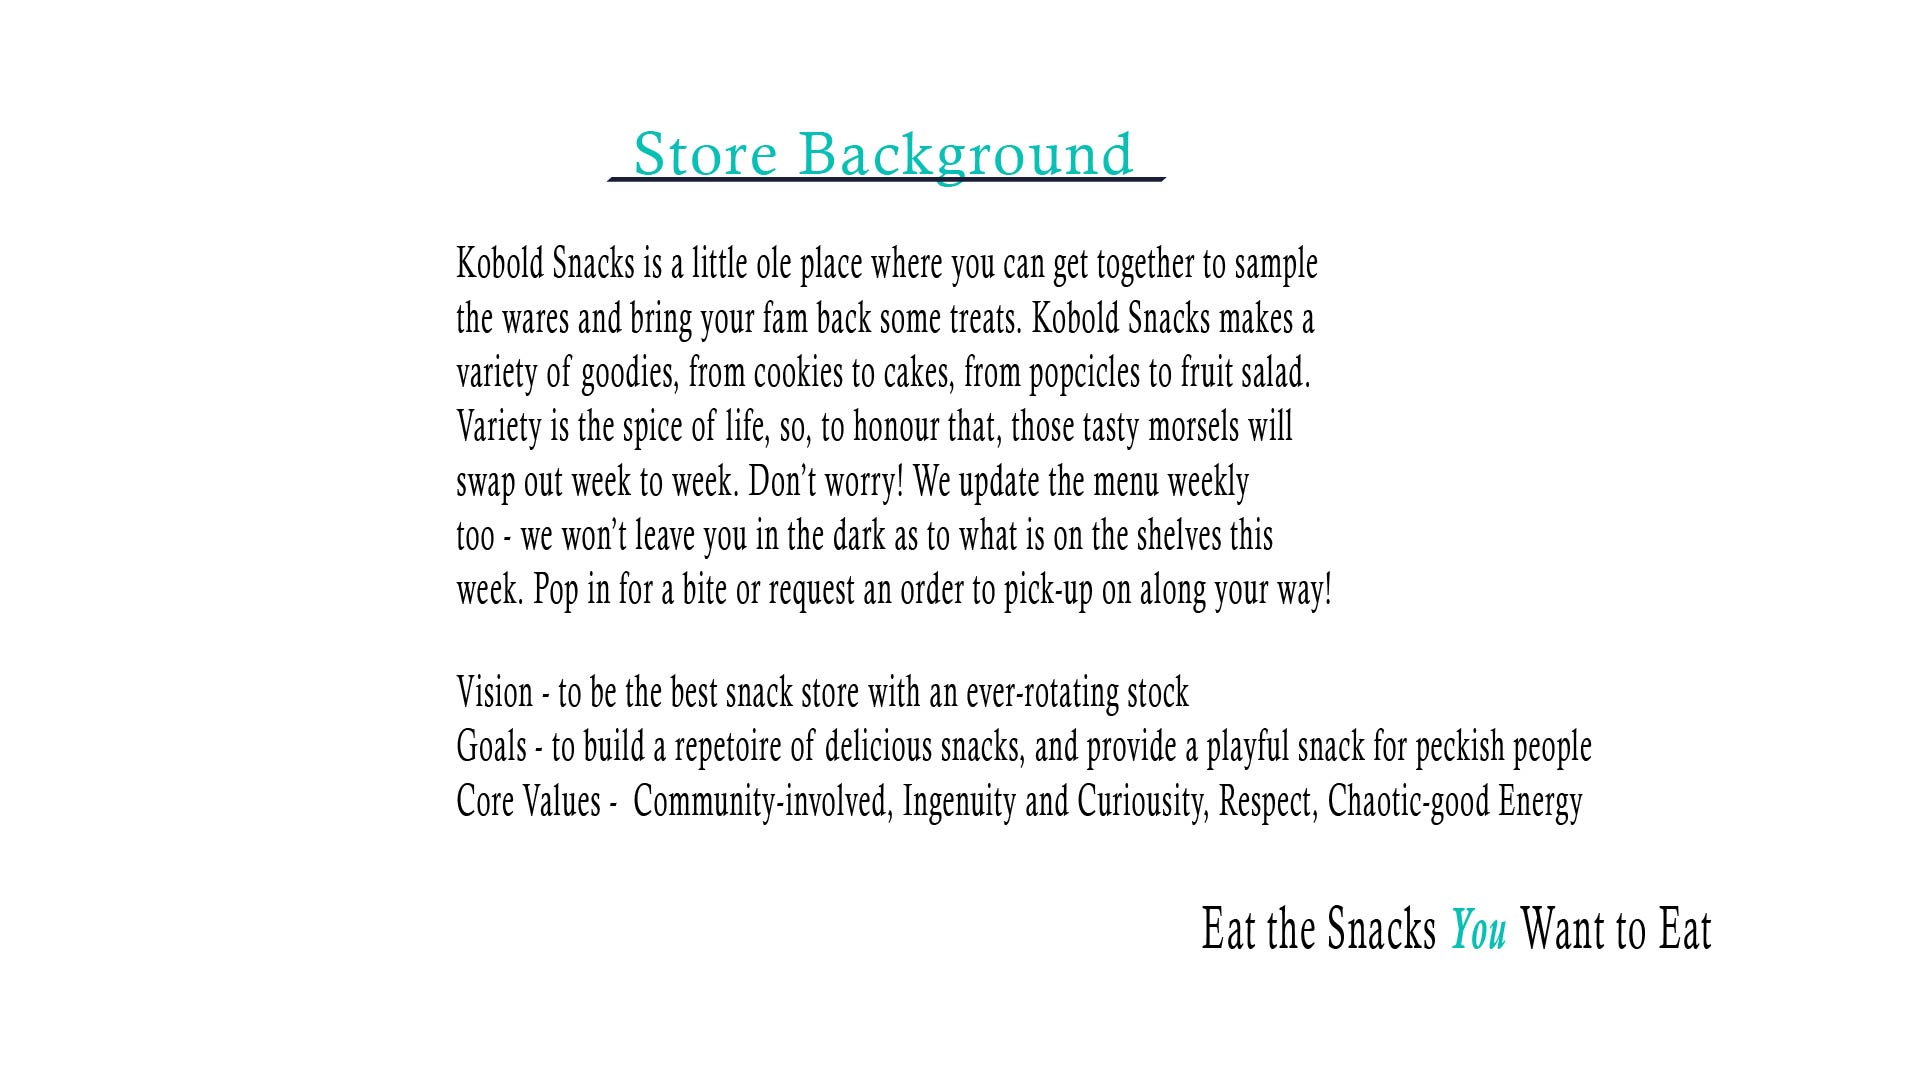 Store Background
Kobold Snacks is a little ole place where you can get together to sample
the wares and bring your fam back some treats. Kobold Snacks makes a
variety of goodies, from cookies to cakes, from popcicles to fruit salad.
Variety is the spice of life, so, to honour that, those tasty morsels will
swap out week to week. Don’t worry! We update the menu weekly
too - we won’t leave you in the dark as to what is on the shelves this
week. Pop in for a bite or request an order to pick-up on along your way!
Vision - to be the best snack store with an ever-rotating stock
Goals - to build a repetoire of delicious snacks, and provide a playful snack for peckish people
Core Values -  Community-involved, Ingenuity and Curiousity, Respect, Chaotic-good Energy
Eat the Snacks You Want to Eat